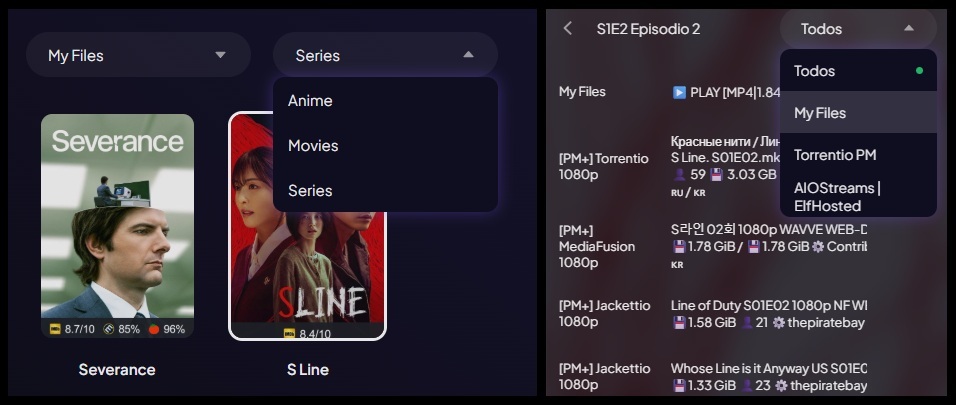 My Files
Series
Anime
Movies
Series
Severance
8.7/10 85% 96%
SLINE
8.4/10
Severance
S Line
S1E2 Episodio 2
Todos
Todos
My Files
Torrentio PM
AIOStreams |
ElfHosted
My Files
PLAY [MP4|1.84
[PM+] Torrentio
1080p
Красные нити / Лин
S Line. S01E02.mk
59 3.03 GB
RU / KR
[PM+]
MediaFusion
1080p
S라인 02회 1080p WAVVE WEB-D
1.78 GiB / 1.78 GiB Contrib
KR
[PM+] Jackettio
1080p
Line of Duty S01E02 1080p NF WE
1.58 GiB 21 thepiratebay
[PM+] Jackettio
1080p
Whose Line is it Anyway US S01E0
1.33 GiB 23 thepiratebay